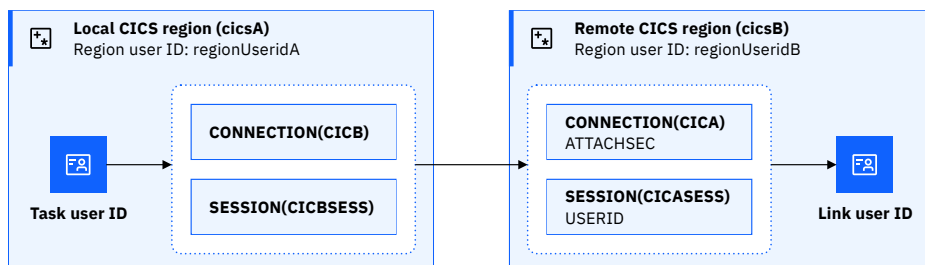 Local CICS region (cicsA)
Region user ID: regionUseridA
CONNECTION(CICB)
SESSION(CICBSESS)
Task user ID
Remote CICS region (cicsB)
Region user ID: regionUseridB
CONNECTION(CICA)
ATTACHSEC
SESSION(CICASESS)
USERID
Link user ID